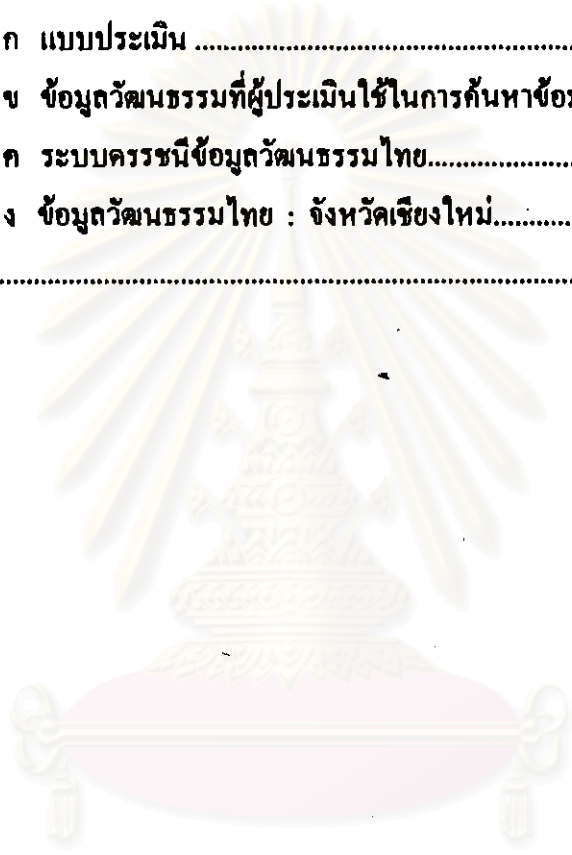 ก แบบประเมิน ................................................
ข ข้อมูลวัฒนธรรมที่ผู้ประเมินใช้ในการค้นหาข้อม
ค ระบบดรรชนีข้อมูลวัฒนธรรมไทย......................
ง ข้อมูลวัฒนธรรมไทย : จังหวัดเชียงใหม่............
................................................................................